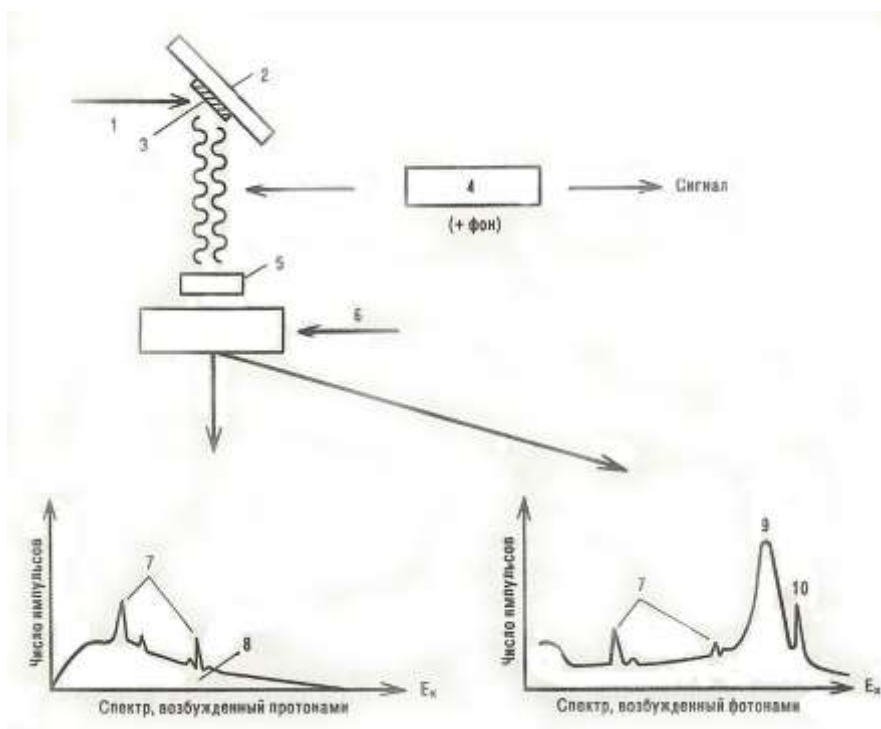 2
1
3
4
Сигнал
(+ фон)
5
6
Число импульсов
7
8
Eк
Спектр, возбужденный протонами
Число импульсов
7
9
10
Eх
Спектр, возбужденный фотонами